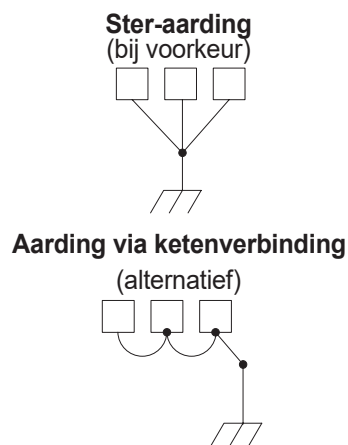 Ster-aarding
(bij voorkeur)
Aarding via ketenverbinding
(alternatief)